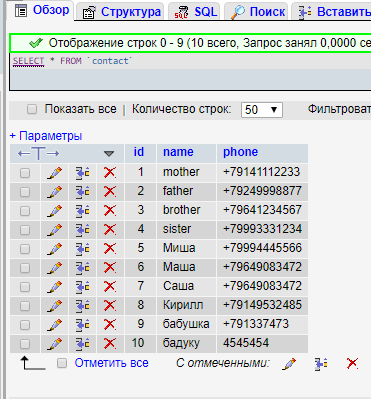 Обзор Структура SQL Поиск Вставить
Отображение строк 0 - 9 (10 всего, Запрос занял 0,0000 се
SELECT * FROM `contact`
Показать все | Количество строк: 50 Фильтроват
+ Параметры
←T→ id name phone
1 mother +79141112233
2 father +79249998877
3 brother +79641234567
4 sister +79993331234
5 Миша +79994445566
6 Маша +79649083472
7 Саша +79649083472
8 Кирилл +79149532485
9 бабушка +791337473
10 бадуку 4545454
Отметить все С отмеченными: